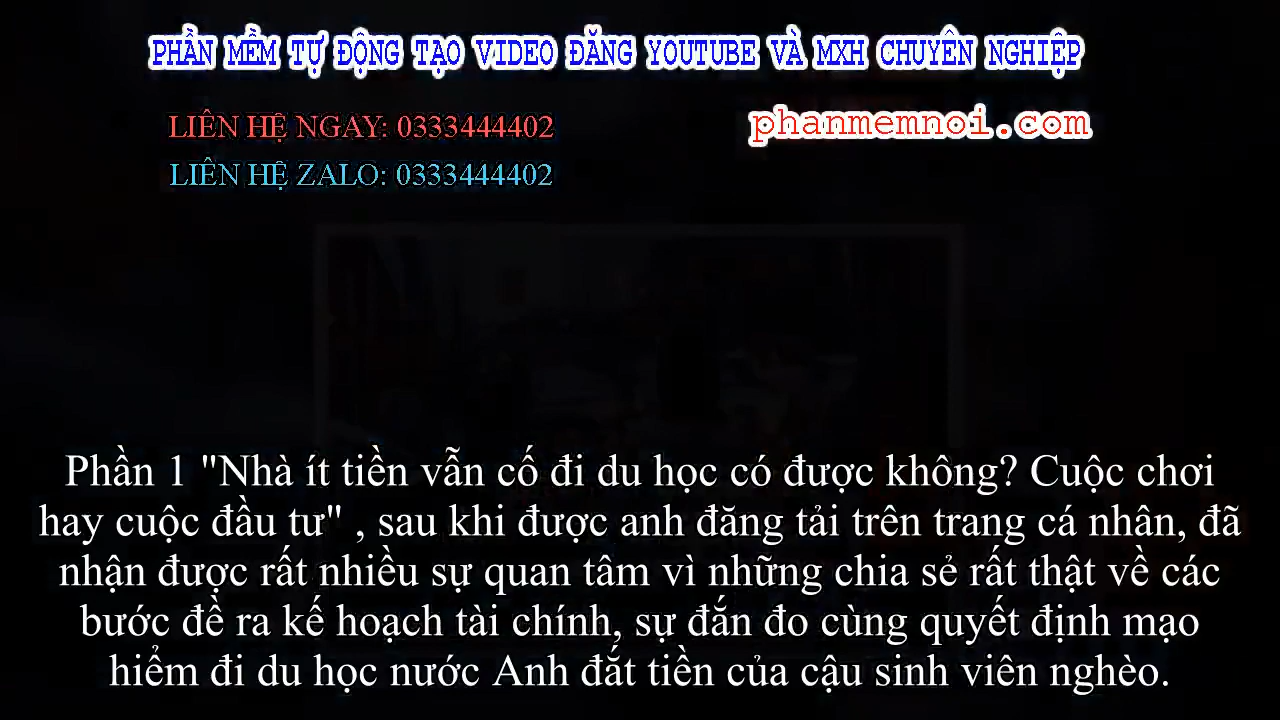 PHẦN MỀM TỰ ĐỘNG TẠO VIDEO ĐĂNG YOUTUBE VÀ MXH CHUYÊN NGHIỆP
LIÊN HỆ NGAY: 0333444402
phanmemnoi.com
LIÊN HỆ ZALO: 0333444402
Phần 1 "Nhà ít tiền vẫn cố đi du học có được không? Cuộc chơi
hay cuộc đầu tư" , sau khi được anh đăng tải trên trang cá nhân, đã
nhận được rất nhiều sự quan tâm vì những chia sẻ rất thật về các
bước đề ra kế hoạch tài chính, sự đắn đo cùng quyết định mạo
hiểm đi du học nước Anh đắt tiền của cậu sinh viên nghèo.